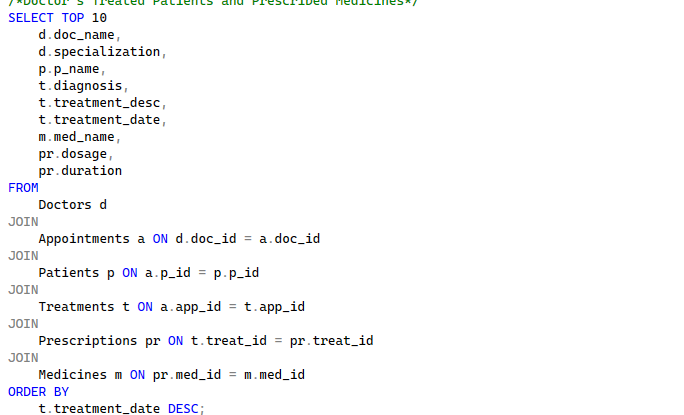 /*Doctor's Treated Patients and Prescribed Medicines*/
SELECT TOP 10
    d.doc_name,
    d.specialization,
    p.p_name,
    t.diagnosis,
    t.treatment_desc,
    t.treatment_date,
    m.med_name,
    pr.dosage,
    pr.duration
FROM
    Doctors d
JOIN
    Appointments a ON d.doc_id = a.doc_id
JOIN
    Patients p ON a.p_id = p.p_id
JOIN
    Treatments t ON a.app_id = t.app_id
JOIN
    Prescriptions pr ON t.treat_id = pr.treat_id
JOIN
    Medicines m ON pr.med_id = m.med_id
ORDER BY
    t.treatment_date DESC;